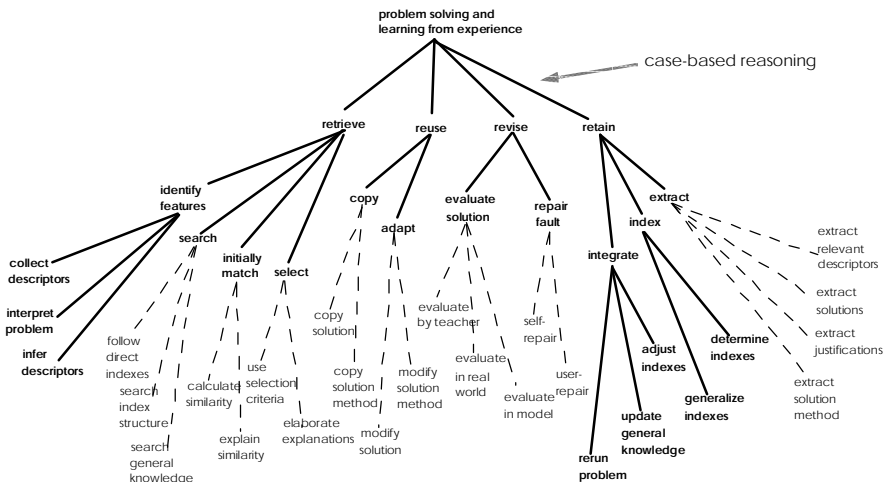 problem solving and
learning from experience
case-based reasoning
retrieve
reuse
revise
retain
identify
features
search
initially
match
select
copy
adapt
evaluate
solution
repair
fault
integrate
index
extract
collect
descriptors
interpret
problem
infer
descriptors
follow
direct
indexes
search
index
structure
search
general
knowledge
calculate
similarity
explain
similarity
use
selection
criteria
elaborate
explanations
copy
solution
copy
solution
method
modify
solution
modify
solution
method
evaluate
by teacher
evaluate
in real
world
evaluate
in model
self-
repair
user-
repair
rerun
problem
update
general
knowledge
adjust
indexes
generalize
indexes
determine
indexes
extract
relevant
descriptors
extract
solutions
extract
justifications
extract
solution
method